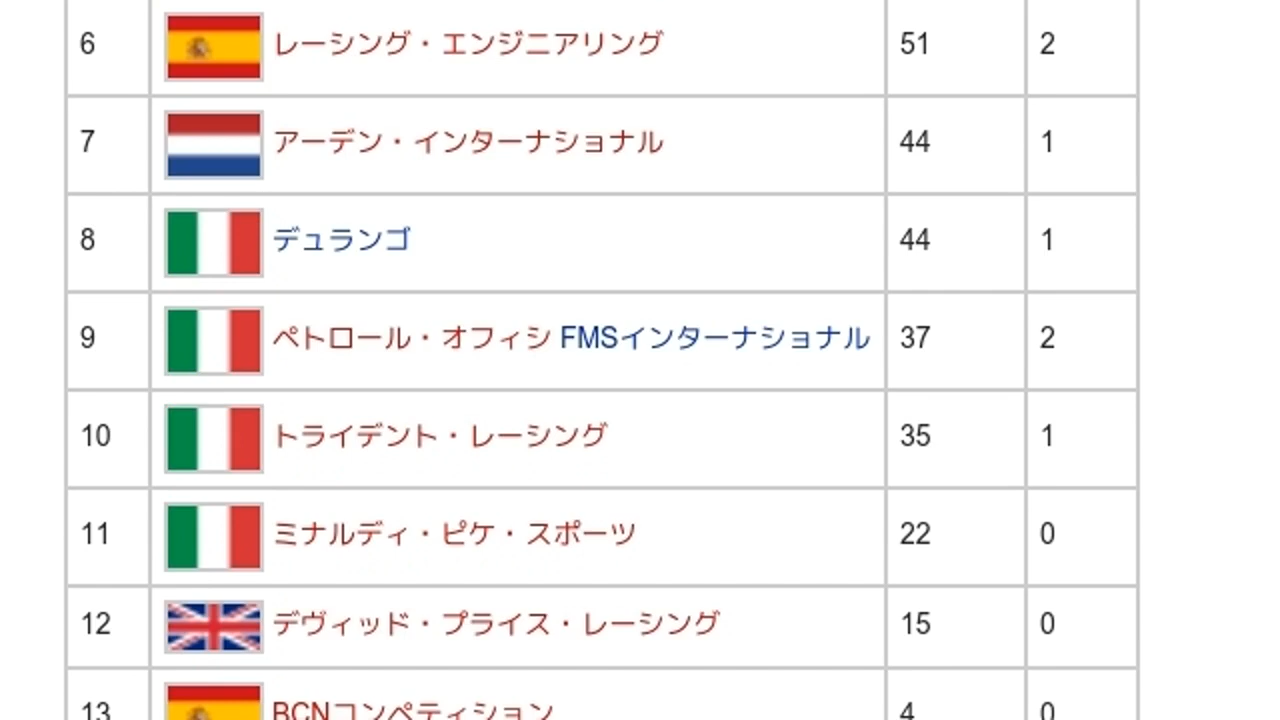 6 レーシング・エンジニアリング 51 2
7 アーデン・インターナショナル 44 1
8 デュランゴ 44 1
9 ペトロール・オフィシ FMSインターナショナル 37 2
10 トライデント・レーシング 35 1
11 ミナルディ・ピケ・スポーツ 22 0
12 デヴィッド・プライス・レーシング 15 0
13 BCNコンペティション 4 0